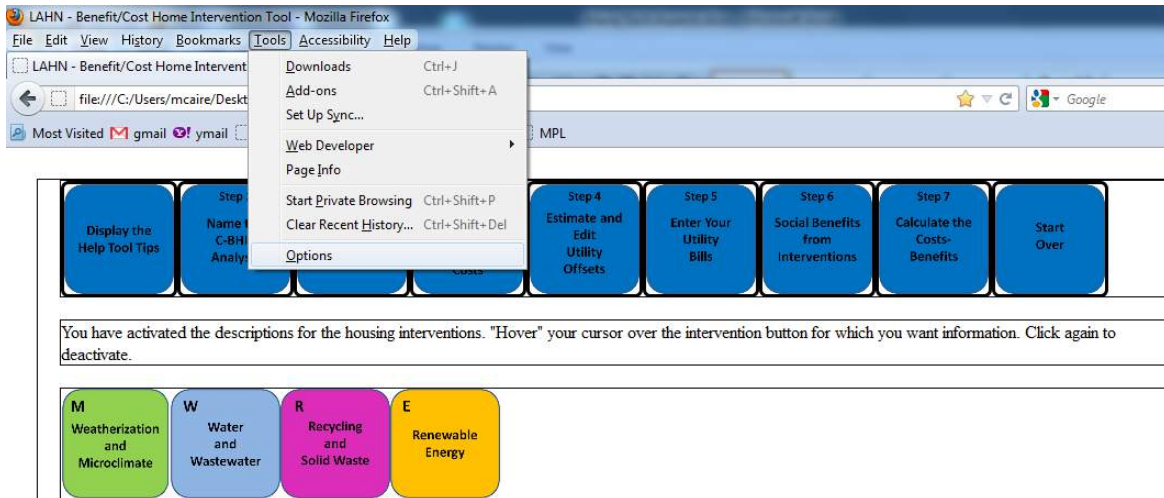 LAHN - Benefit/Cost Home Intervention Tool - Mozilla Firefox
File Edit View History Bookmarks Tools Accessibility Help
LAHN - Benefit/Cost Home Intervent
Downloads Ctrl+J
Add-ons Ctrl+Shift+A
Set Up Sync...
Web Developer
Page Info
Start Private Browsing Ctrl+Shift+P
Clear Recent History... Ctrl+Shift+Del
Options
file:///C:/Users/mcaire/Deskt
Google
Most Visited gmail ymail
MPL
Display the
Help Tool Tips
Step
Name
C-BHI
Analys
Costs
Step 4
Estimate and
Edit
Utility
Offsets
Step 5
Enter Your
Utility
Bills
Step 6
Social Benefits
from
Interventions
Step 7
Calculate the
Costs-
Benefits
Start
Over
You have activated the descriptions for the housing interventions. "Hover" your cursor over the intervention button for which you want information. Click again to
deactivate.
M
Weatherization
and
Microclimate
W
Water
and
Wastewater
R
Recycling
and
Solid Waste
E
Renewable
Energy